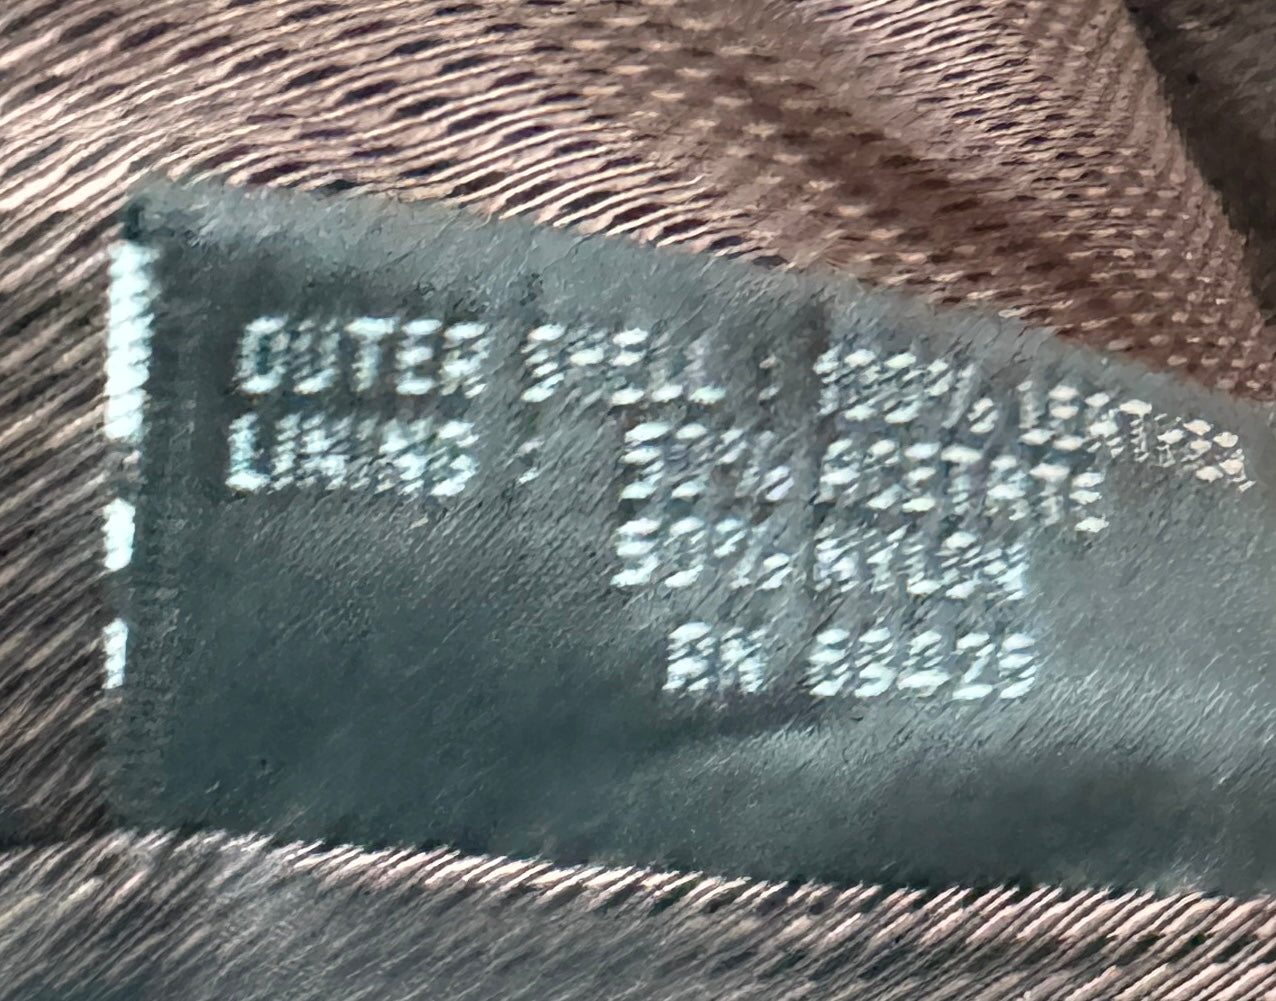 OUTER SHELL : 100% LEATHER
LINING : 50% ACETATE
50% NYLON
RN